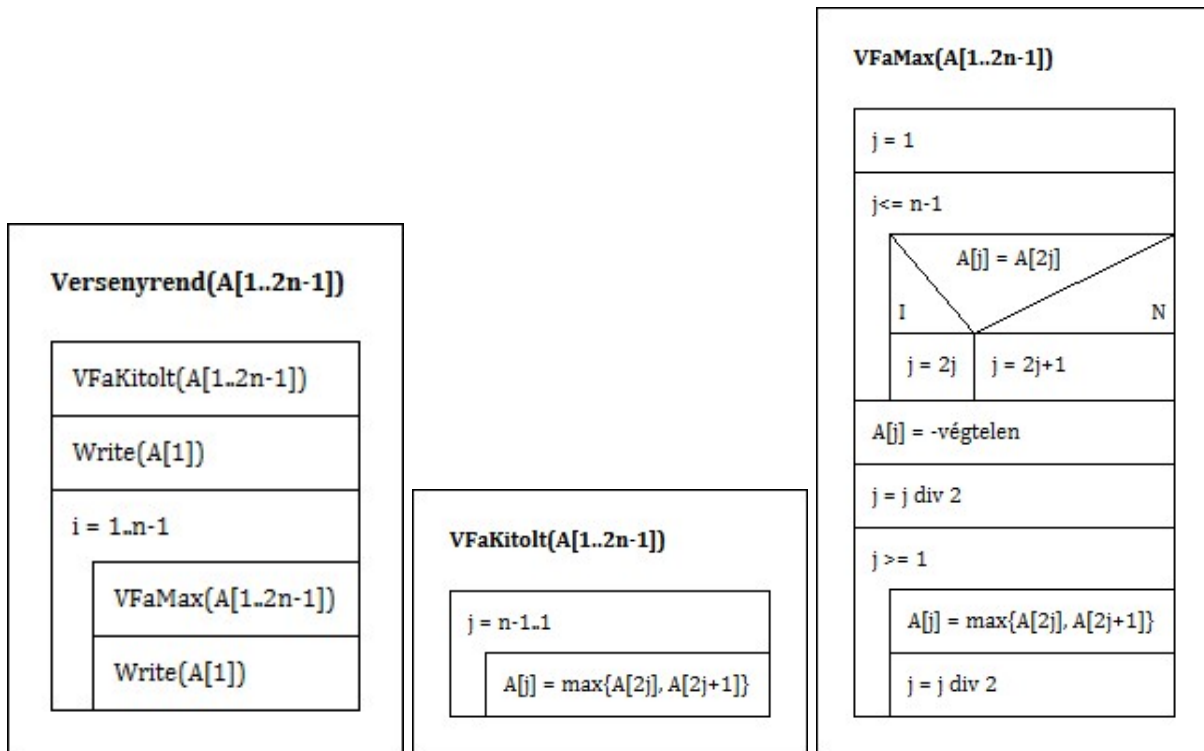 Versenyrend(A[1..2n-1])
VFaKitolt(A[1..2n-1])
Write(A[1])
i = 1..n-1
VFaMax(A[1..2n-1])
Write(A[1])
VFaKitolt(A[1..2n-1])
j = n-1..1
A[j] = max{A[2j], A[2j+1]}
VFaMax(A[1..2n-1])
j = 1
j<= n-1
A[j] = A[2j]
I N
j = 2j j = 2j+1
A[j] = -végtelen
j = j div 2
j >= 1
A[j] = max{A[2j], A[2j+1]}
j = j div 2